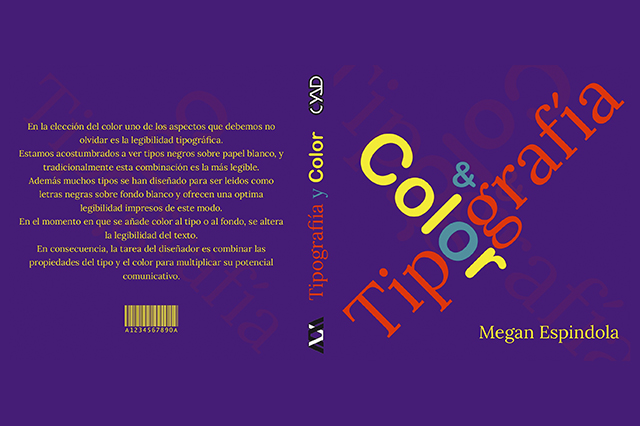 En la elección del color uno de los aspectos que debemos no
olvidar es la legibilidad tipográfica.
Estamos acostumbrados a ver tipos negros sobre papel blanco, y
tradicionalmente esta combinación es la más legible.
Además muchos tipos se han diseñado para ser leidos como
letras negras sobre fondo blanco y ofrecen una optima
legibilidad impresos de este modo.
En el momento en que se añade color al tipo o al fondo, se altera
la legibilidad del texto.
En consecuencia, la tarea del diseñador es combinar las
propiedades del tipo y el color para multiplicar su potencial
comunicativo.
A1234567890A
CYAD
Tipografíia y Color
&
Color
Tipografía
Megan Espindola